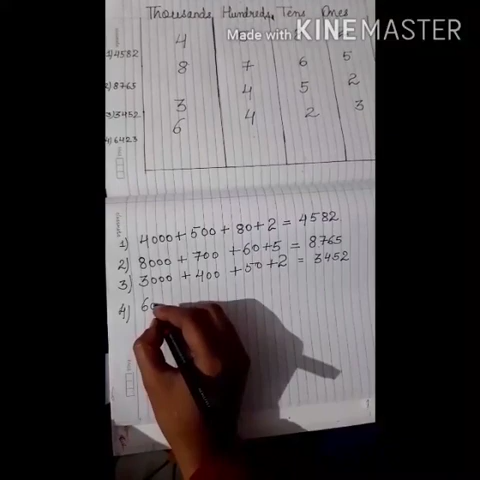 Thousands Hundreds Tens Ones
Made with KINEMASTER
1) 4582 4
8 7 6 5
2) 8765 4 5 2
3) 3452 3
4) 6423 6 4 2 3
1) 4000 + 500 + 80 + 2 = 4582
2) 8000 + 700 + 60 + 5 = 8765
3) 3000 + 400 + 50 + 2 = 3452
4) 60